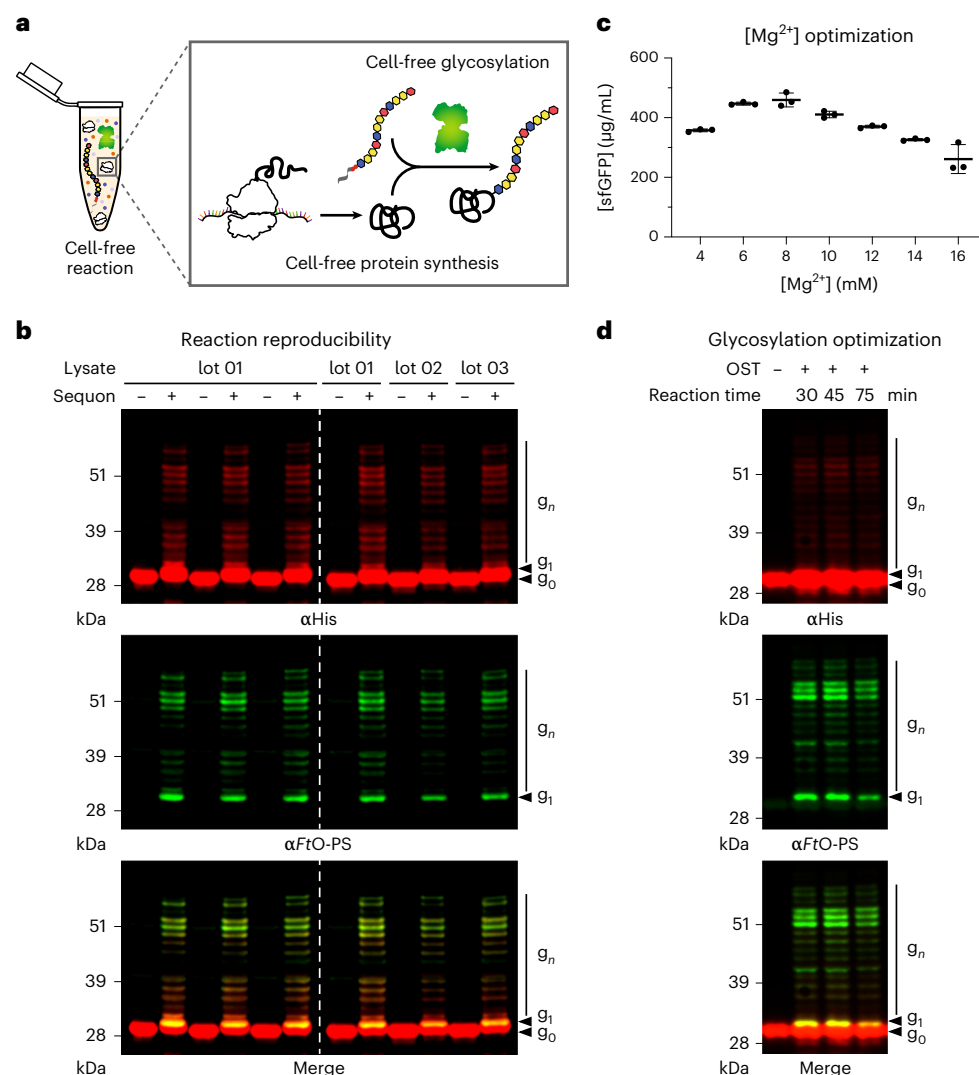 a
Cell-free glycosylation
Cell-free
reaction
Cell-free protein synthesis
c
[Mg²⁺] optimization
[sfGFP] (µg/mL)
600
400
200
0
4 6 8 10 12 14 16
[Mg²⁺] (mM)
b
Reaction reproducibility
Lysate lot 01 lot 01 lot 02 lot 03
Sequon – + – + – + – + – + – +
51
39
28
gₙ
g₁
g₀
kDa αHis
51
39
28
gₙ
g₁
kDa αFtO-PS
51
39
28
gₙ
g₁
g₀
kDa Merge
d
Glycosylation optimization
OST – + + +
Reaction time 30 45 75 min
51
39
28
gₙ
g₁
g₀
kDa αHis
51
39
28
gₙ
g₁
kDa αFtO-PS
51
39
28
gₙ
g₁
g₀
kDa Merge